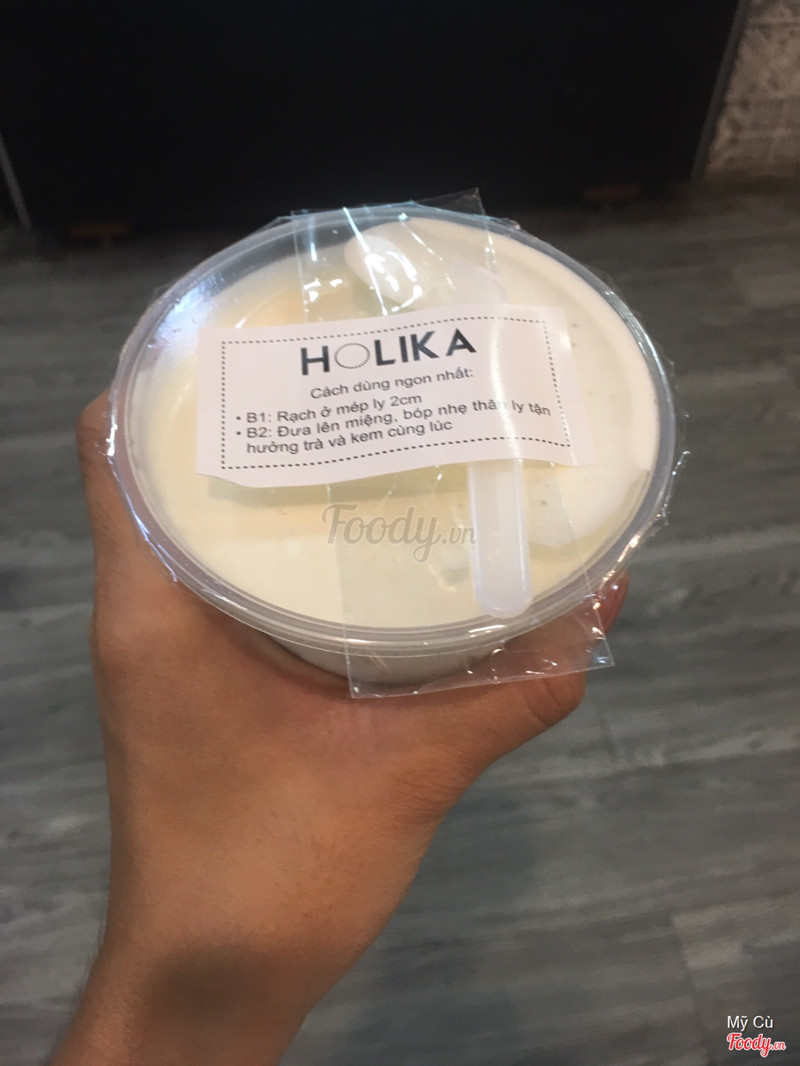 HOLIKA
Cách dùng ngon nhất:
• B1: Rạch ở mép ly 2cm
• B2: Đưa lên miệng, bóp nhẹ thân ly tận
hưởng trà và kem cùng lúc
Foody.vn
Mỹ Cù
Foody.vn